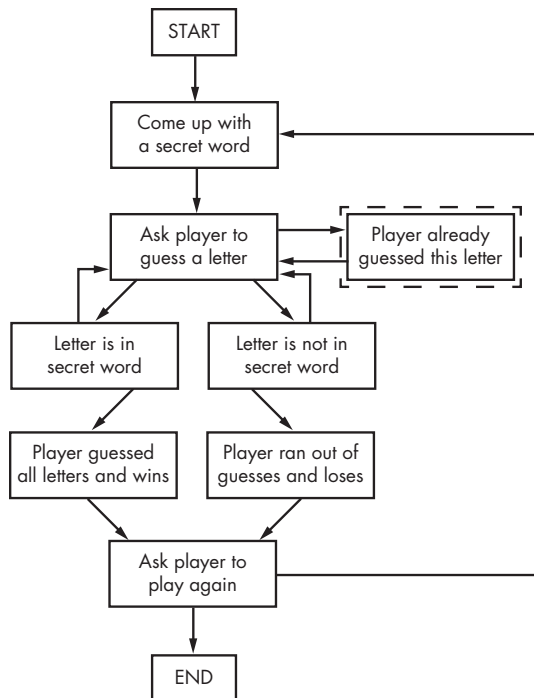 START
Come up with
a secret word
Ask player to
guess a letter
Player already
guessed this letter
Letter is in
secret word
Letter is not in
secret word
Player guessed
all letters and wins
Player ran out of
guesses and loses
Ask player to
play again
END